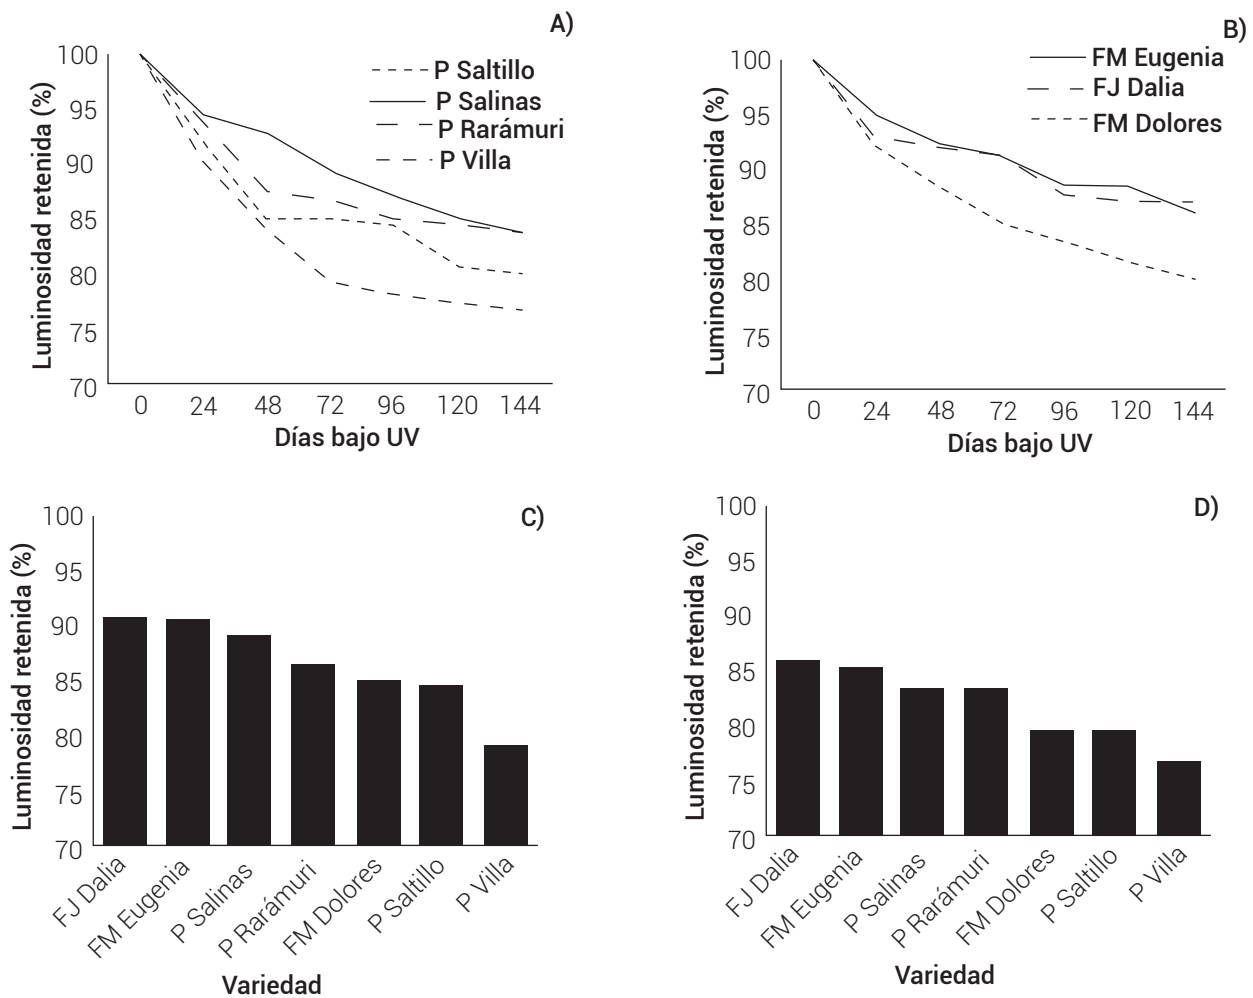 A)
Luminosidad retenida (%)
100
95
90
85
80
75
70
P Saltillo
P Salinas
P Rarámuri
P Villa
0 24 48 72 96 120 144
Días bajo UV
B)
Luminosidad retenida (%)
100
95
90
85
80
75
70
FM Eugenia
FJ Dalia
FM Dolores
0 24 48 72 96 120 144
Días bajo UV
C)
Luminosidad retenida (%)
100
95
90
85
80
75
70
FJ Dalia
FM Eugenia
P Salinas
P Rarámuri
FM Dolores
P Saltillo
P Villa
Variedad
D)
Luminosidad retenida (%)
100
95
90
85
80
75
70
FJ Dalia
FM Eugenia
P Salinas
P Rarámuri
FM Dolores
P Saltillo
P Villa
Variedad